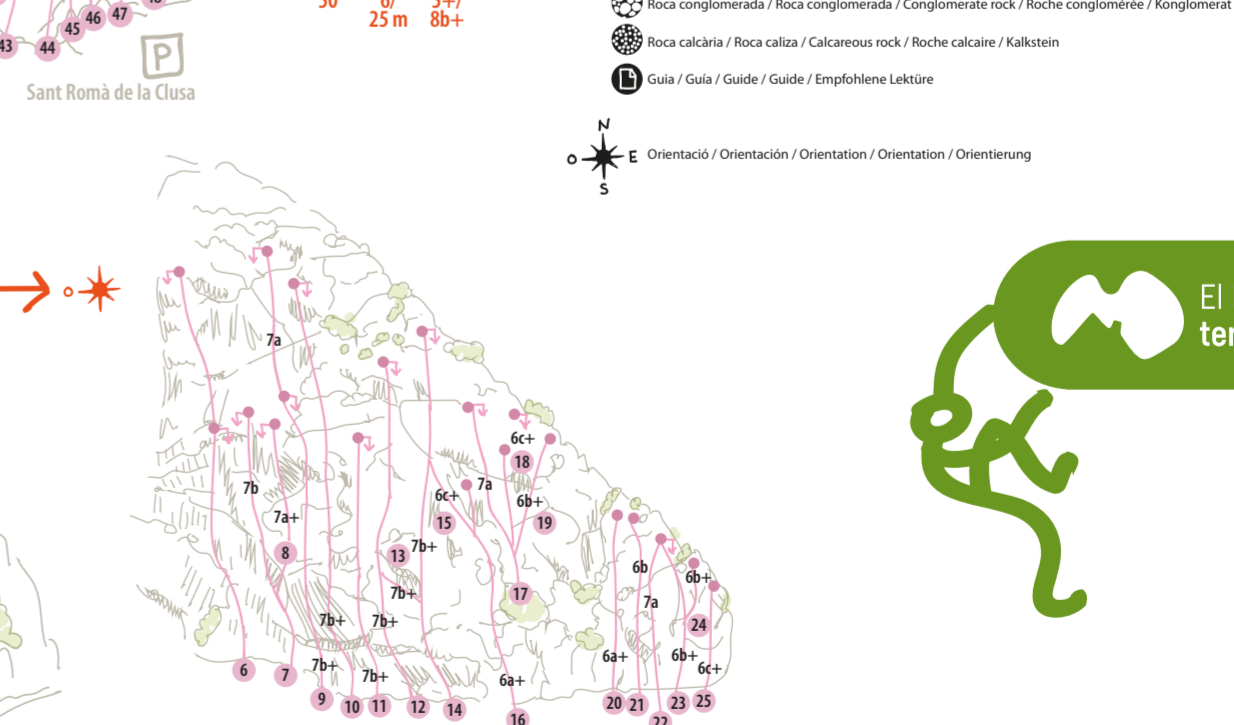 43
44
45
46
47
P
Sant Romà de la Clusa
25 m
8b+
Roca conglomerada / Roca conglomerada / Conglomerate rock / Roche conglomérée / Konglomerat
Roca calcària / Roca caliza / Calcareous rock / Roche calcaire / Kalkstein
Guia / Guía / Guide / Guide / Empfohlene Lektüre
N
O
E
S
Orientació / Orientación / Orientation / Orientation / Orientierung
El
7a
6c+
18
7b
6c+
7a
6b+
7a+
15
19
8
13
7b+
6b
6b+
7b+
17
7a
7b+
7b+
24
6a+
6b+
6c+
7b+
7b+
6a+
6
7
9
10
11
12
14
16
20
21
22
23
25